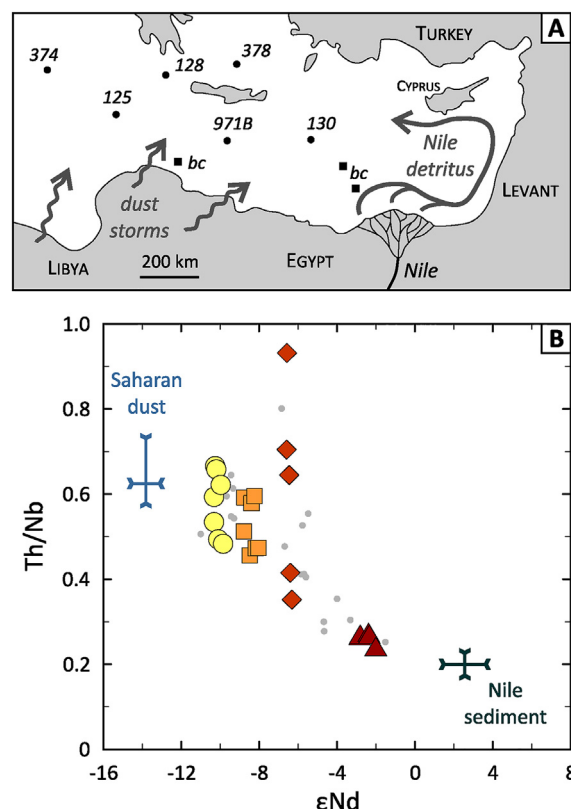 A
TURKEY
374
128
378
CYPRUS
125
971B
130
Nile
detritus
bc
bc
LEVANT
dust
storms
LIBYA
200 km
EGYPT
Nile
B
1.0
Saharan
dust
0.8
0.6
Th/Nb
0.4
0.2
Nile
sediment
0
-16
-12
-8
-4
0
4
8
εNd